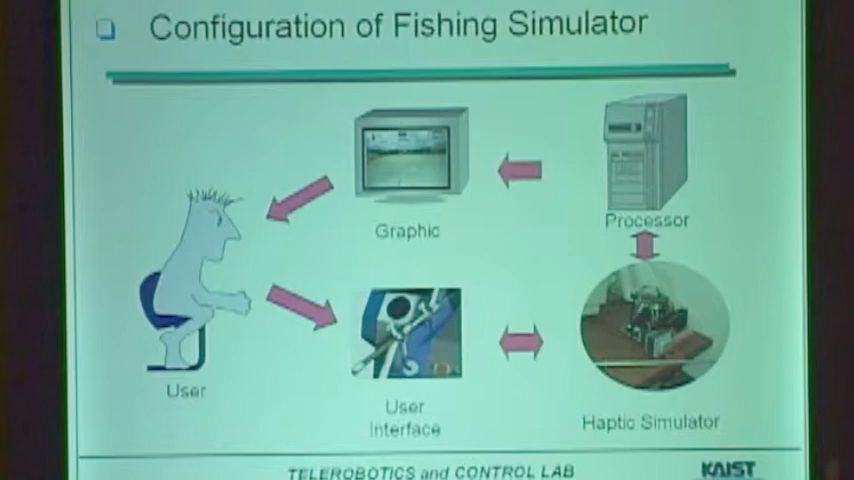 Configuration of Fishing Simulator
Graphic
Processor
User
User
Interface
Haptic Simulator
TELEROBOTICS and CONTROL LAB
KAIST